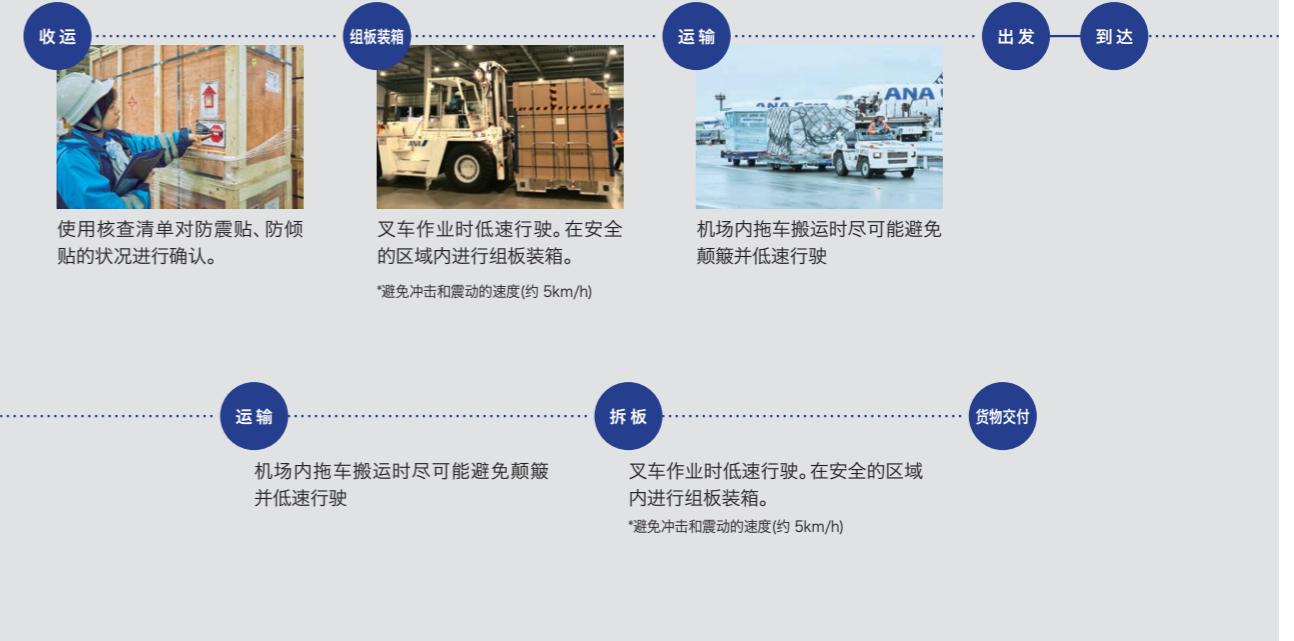 收运
组板装箱
运输
出发
到达
使用核查清单对防震贴、防倾
贴的状况进行确认。
ANA
叉车作业时低速行驶。在安全
的区域内进行组板装箱。
*避免冲击和震动的速度(约 5km/h)
ANA
机场内拖车搬运时尽可能避免
颠簸并低速行驶
运输
拆板
货物交付
机场内拖车搬运时尽可能避免颠簸
并低速行驶
叉车作业时低速行驶。在安全的区域
内进行组板装箱。
*避免冲击和震动的速度(约 5km/h)